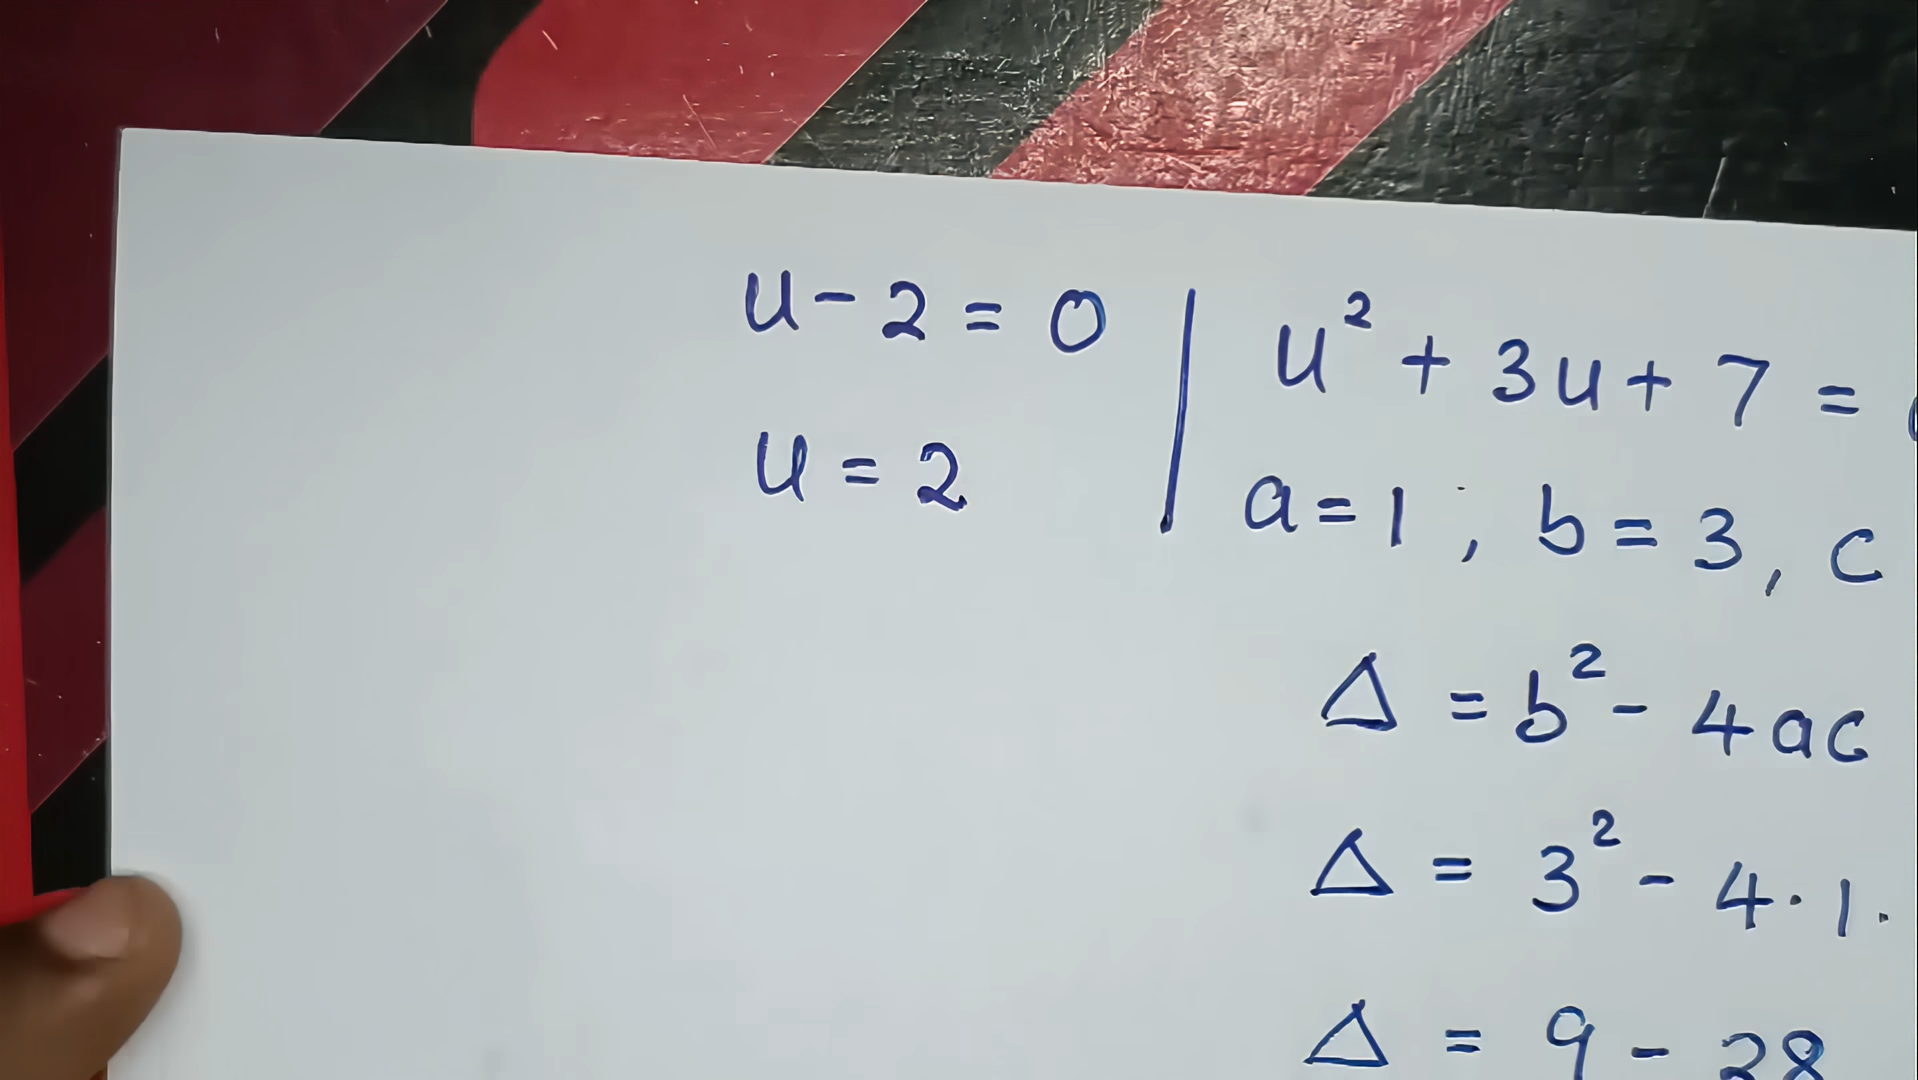 u - 2 = 0
u = 2
u² + 3u + 7 =
a = 1 , b = 3 , c
Δ = b² - 4ac
Δ = 3² - 4 · 1 ·
Δ = 9 - 28